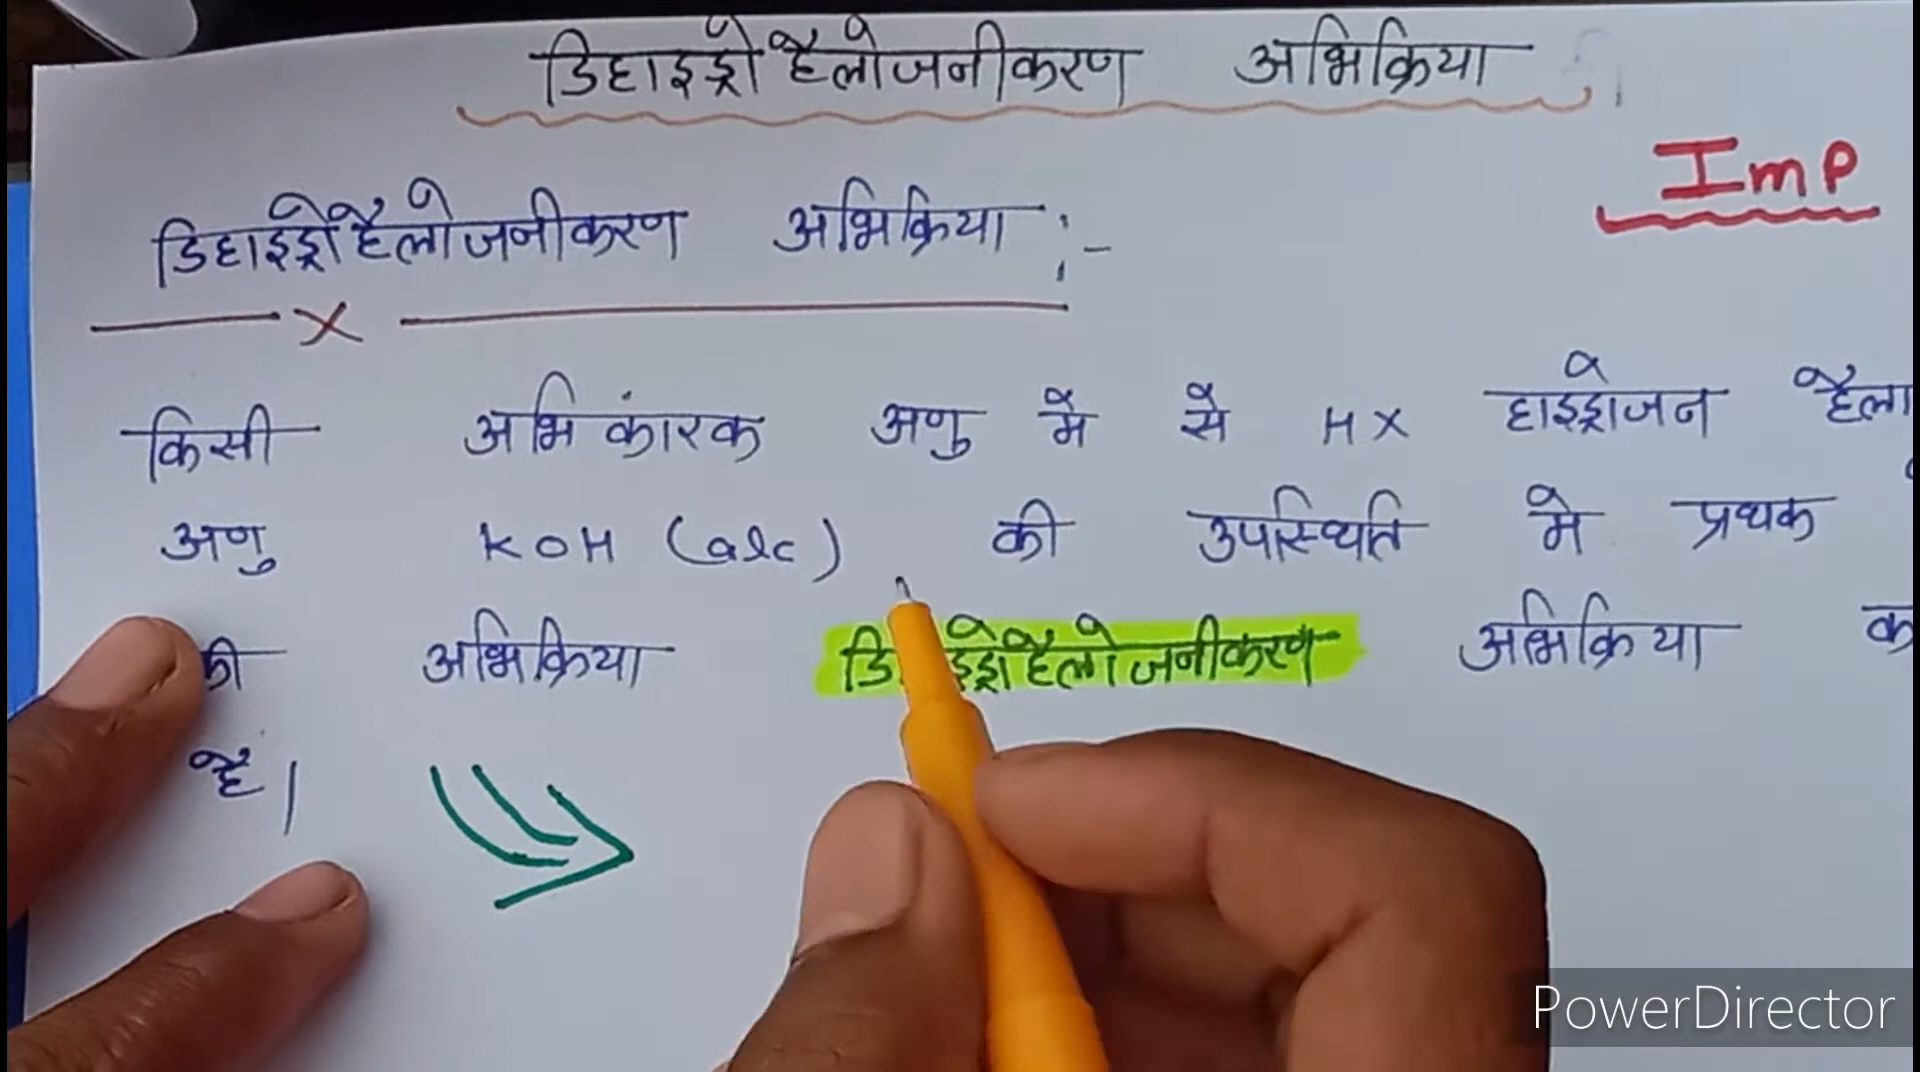 डिहाइड्रोहैलोजनीकरण अभिक्रिया
Imp
डिहाइड्रोहैलोजनीकरण अभिक्रिया :-
किसी अभिकांरक अणु मे से HX हाइड्रोजन हैला
अणु KOH (alc) की उपस्थिति मे प्रथक
की अभिक्रिया अभिक्रिया क
है।
PowerDirector